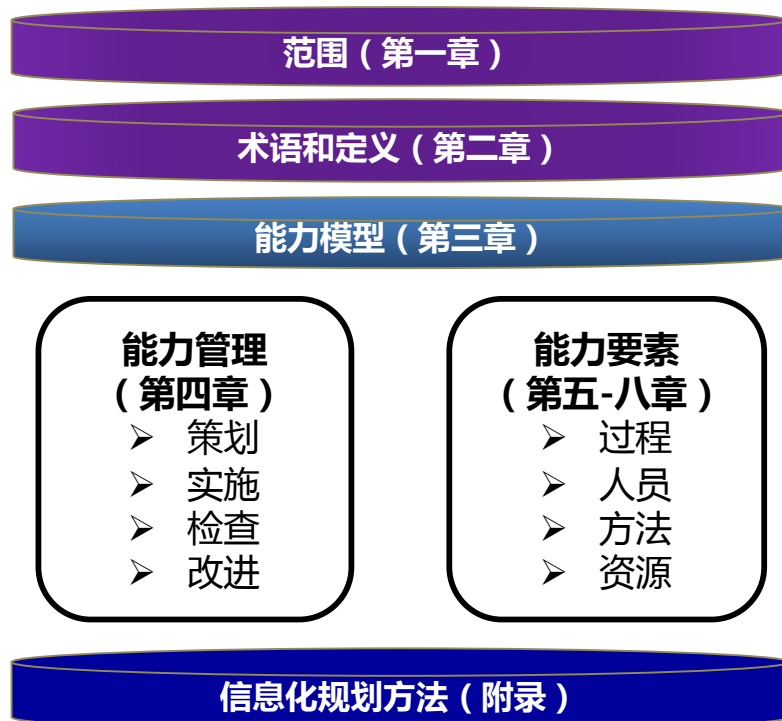 范围（第一章）
术语和定义（第二章）
能力模型（第三章）
能力管理
（第四章）
➢ 策划
➢ 实施
➢ 检查
➢ 改进
能力要素
（第五-八章）
➢ 过程
➢ 人员
➢ 方法
➢ 资源
信息化规划方法（附录）